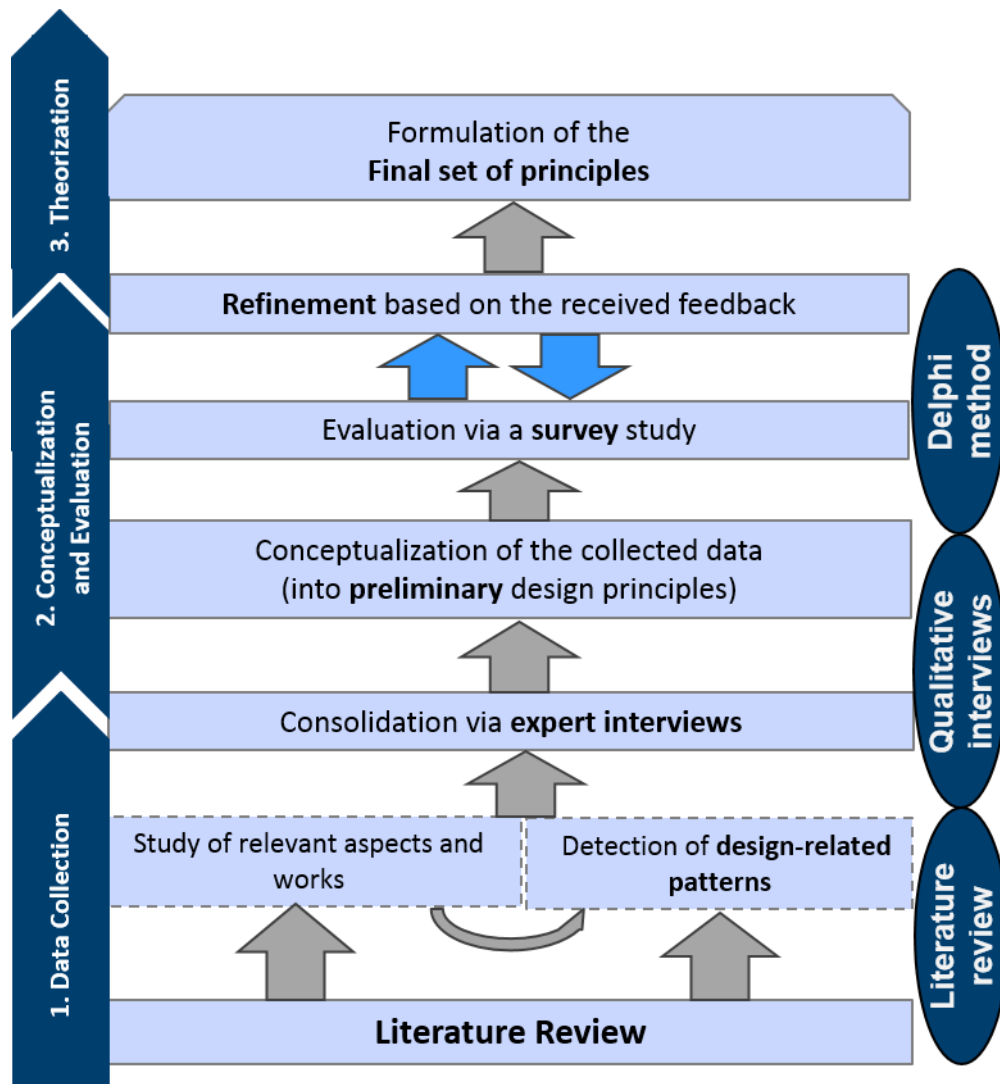 3. Theorization
2. Conceptualization
and Evaluation
1. Data Collection
Formulation of the
Final set of principles
Refinement based on the received feedback
Evaluation via a survey study
Conceptualization of the collected data
(into preliminary design principles)
Consolidation via expert interviews
Study of relevant aspects and
works
Detection of design-related
patterns
Literature Review
Delphi
method
Qualitative
interviews
Literature
review